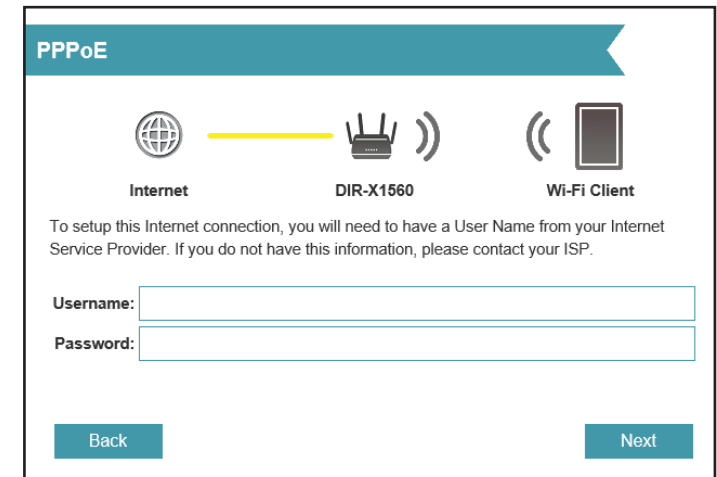 PPPoE
Internet
DIR-X1560
Wi-Fi Client
To setup this Internet connection, you will need to have a User Name from your Internet
Service Provider. If you do not have this information, please contact your ISP.
Username:
Password:
Back
Next